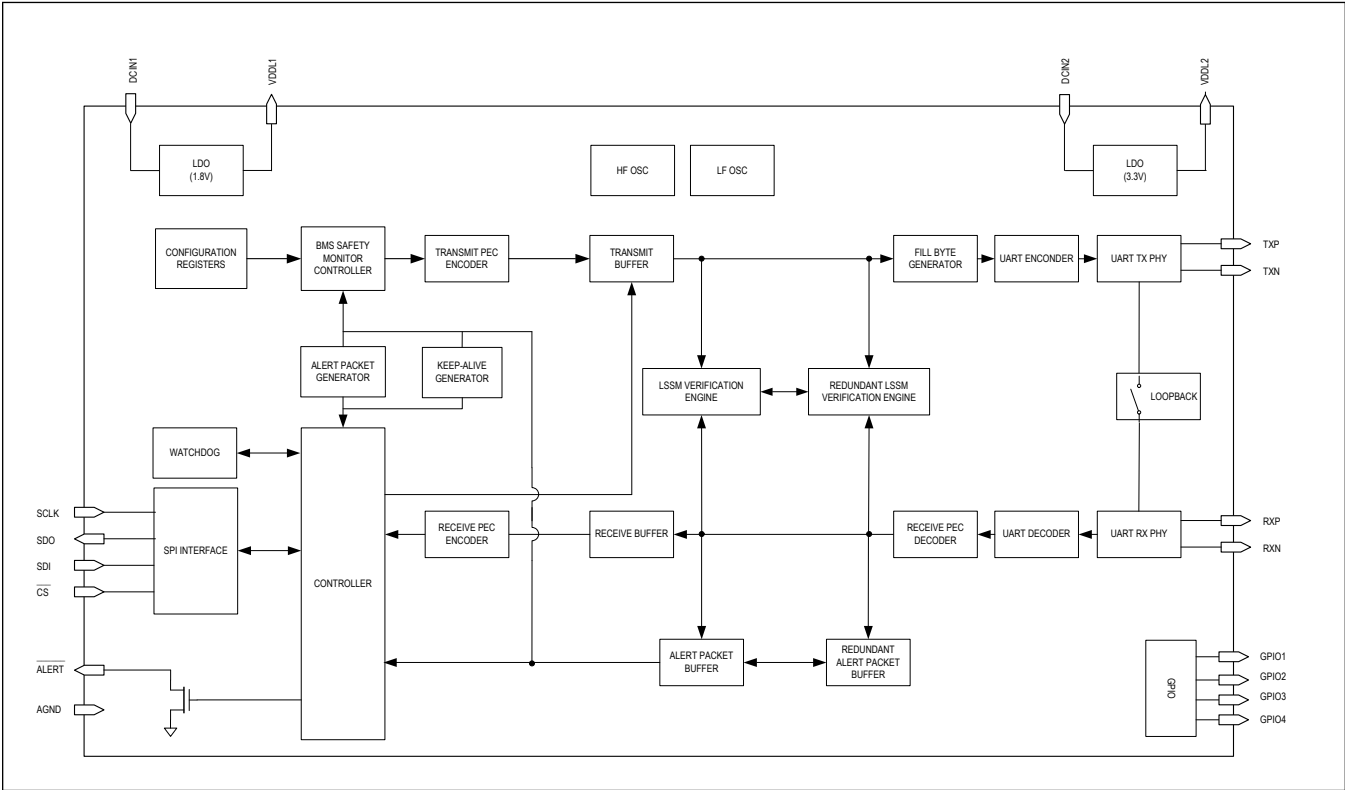 DCIN1
VDDL1
DCIN2
VDDL2
LDO
(1.8V)
HF OSC
LF OSC
LDO
(3.3V)
CONFIGURATION
REGISTERS
BMS SAFETY
MONITOR
CONTROLLER
TRANSMIT PEC
ENCODER
TRANSMIT
BUFFER
FILL BYTE
GENERATOR
UART ENCONDER
UART TX PHY
TXP
TXN
ALERT PACKET
GENERATOR
KEEP-ALIVE
GENERATOR
LSSM VERIFICATION
ENGINE
REDUNDANT LSSM
VERIFICATION ENGINE
LOOPBACK
WATCHDOG
SCLK
SDO
SDI
CS
SPI INTERFACE
CONTROLLER
RECEIVE PEC
ENCODER
RECEIVE BUFFER
RECEIVE PEC
DECODER
UART DECODER
UART RX PHY
RXP
RXN
ALERT
AGND
ALERT PACKET
BUFFER
REDUNDANT
ALERT PACKET
BUFFER
GPIO
GPIO1
GPIO2
GPIO3
GPIO4